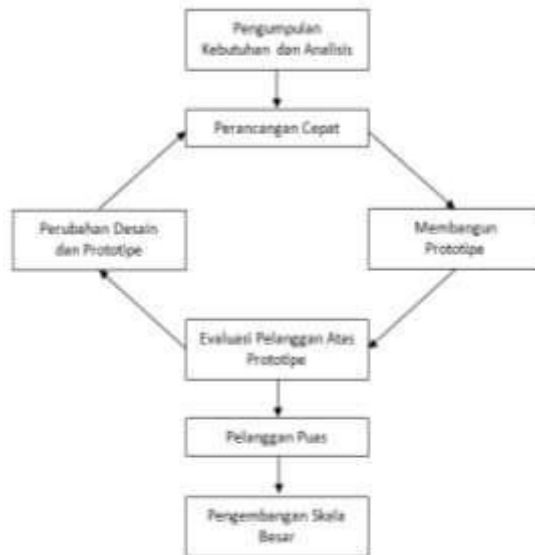 Pengumpulan
Kebutuhan dan Analisis
Perancangan Cepat
Perubahan Desain
dan Prototipe
Membangun
Prototipe
Evaluasi Pelanggan Atas
Prototipe
Pelanggan Puas
Pengembangan Skala
Besar